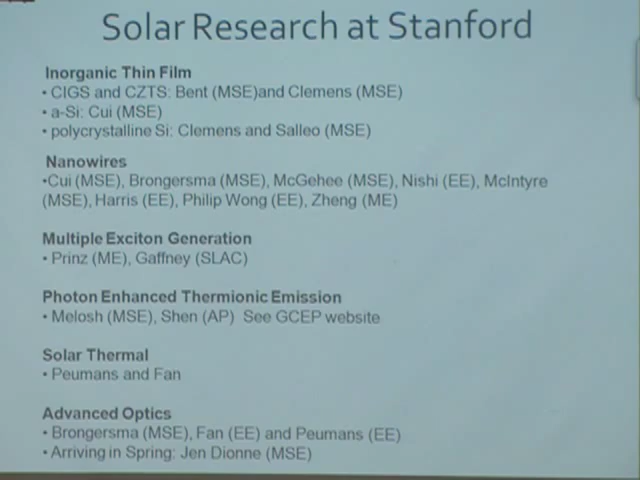 Solar Research at Stanford
Inorganic Thin Film
• CIGS and CZTS: Bent (MSE)and Clemens (MSE)
• a-Si: Cui (MSE)
• polycrystalline Si: Clemens and Salleo (MSE)
Nanowires
•Cui (MSE), Brongersma (MSE), McGehee (MSE), Nishi (EE), McIntyre
(MSE), Harris (EE), Philip Wong (EE), Zheng (ME)
Multiple Exciton Generation
• Prinz (ME), Gaffney (SLAC)
Photon Enhanced Thermionic Emission
• Melosh (MSE), Shen (AP)  See GCEP website
Solar Thermal
• Peumans and Fan
Advanced Optics
• Brongersma (MSE), Fan (EE) and Peumans (EE)
• Arriving in Spring: Jen Dionne (MSE)